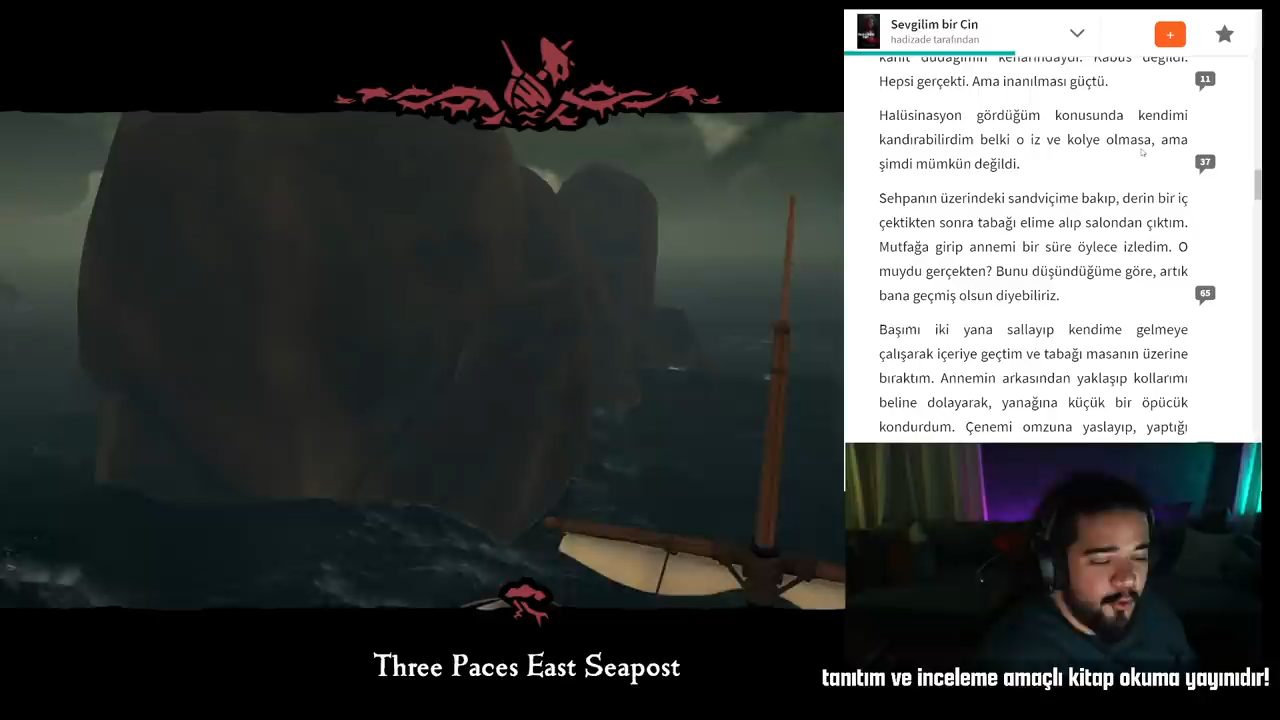 Sevgilim bir Cin
hadizade tarafından
+
kanıt dudağımın kenarındaydı. Kabus değildi.
Hepsi gerçekti. Ama inanılması güçtü.
11
Halüsinasyon gördüğüm konusunda kendimi
kandırabilirdim belki o iz ve kolye olmasa, ama
şimdi mümkün değildi.
37
Sehpanın üzerindeki sandviçime bakıp, derin bir iç
çektikten sonra tabağı elime alıp salondan çıktım.
Mutfağa girip annemi bir süre öylece izledim. O
muydu gerçekten? Bunu düşündüğüme göre, artık
bana geçmiş olsun diyebiliriz.
65
Başımı iki yana sallayıp kendime gelmeye
çalışarak içeriye geçtim ve tabağı masanın üzerine
bıraktım. Annemin arkasından yaklaşıp kollarımı
beline dolayarak, yanağına küçük bir öpücük
kondurdum. Çenemi omzuna yaslayıp, yaptığı
Three Paces East Seapost
tanıtım ve inceleme amaçlı kitap okuma yayınıdır!